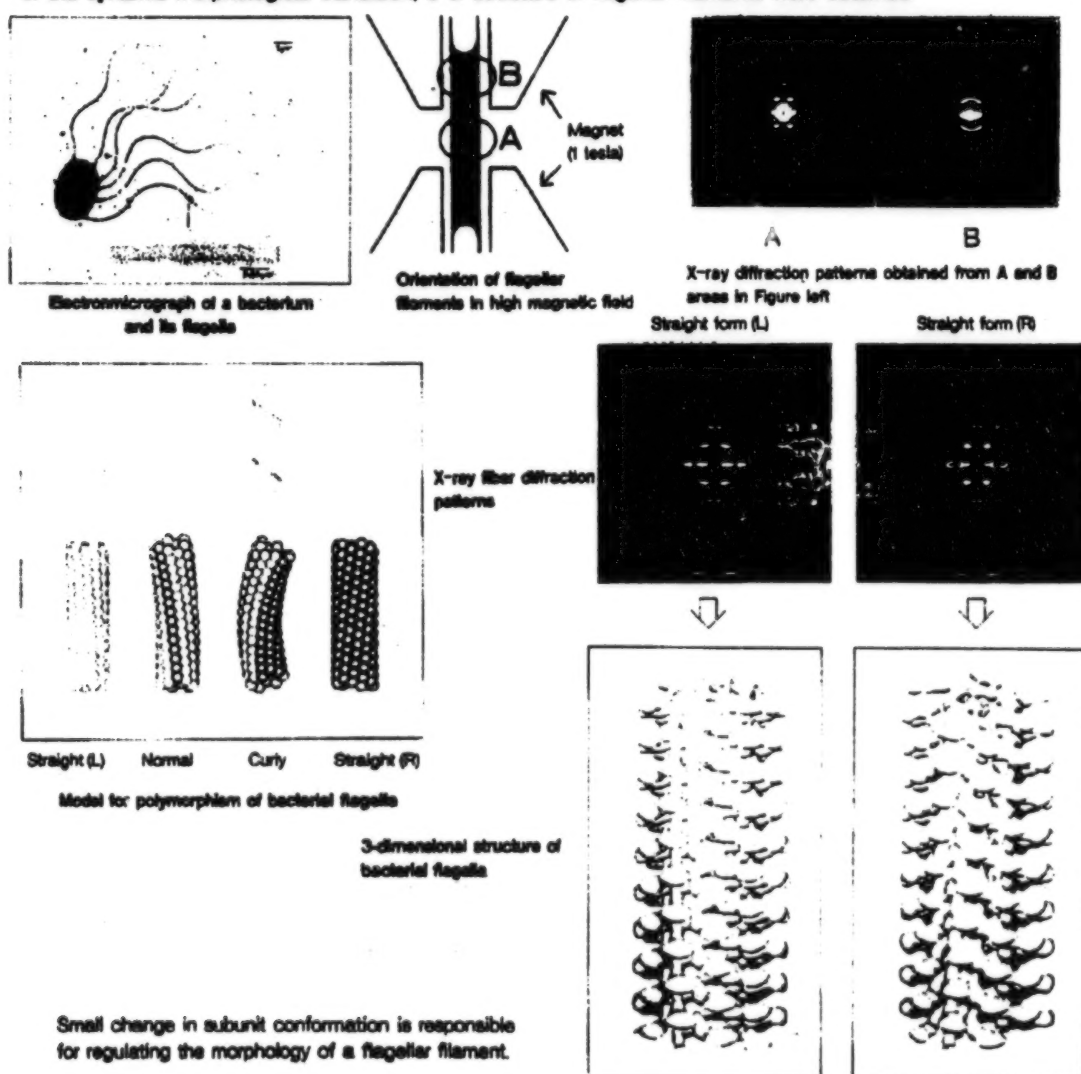 B
A
Magnet
(1 tesla)
A
B
Electronmicrograph of a bacterium
and its flagella
Orientation of flagellar
filaments in high magnetic field
X-ray diffraction patterns obtained from A and B
areas in Figure left
Straight form (L)
Straight form (R)
X-ray fiber diffraction
patterns
Straight (L)
Normal
Curly
Straight (R)
Model for polymorphism of bacterial flagella
3-dimensional structure of
bacterial flagella
Small change in subunit conformation is responsible
for regulating the morphology of a flagellar filament.